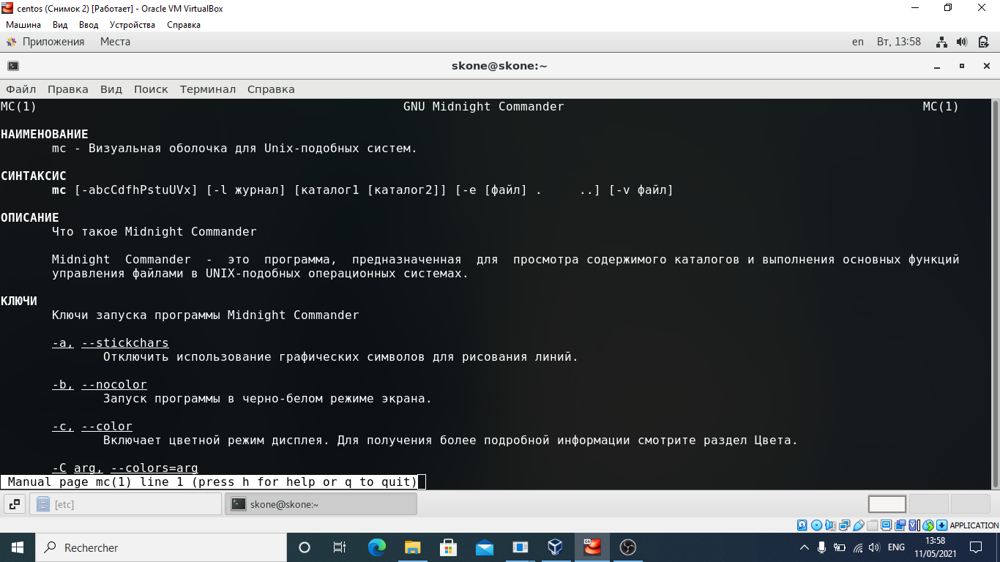 centos (Снимок 2) [Работает] - Oracle VM VirtualBox
Машина Вид Ввод Устройства Справка
Приложения Места en Вт, 13:58
skone@skone:~
Файл Правка Вид Поиск Терминал Справка
MC(1) GNU Midnight Commander MC(1)
НАИМЕНОВАНИЕ
mc - Визуальная оболочка для Unix-подобных систем.
СИНТАКСИС
mc [-abcCdfhPstuUVx] [-l журнал] [каталог1 [каталог2]] [-e [файл] . ..] [-v файл]
ОПИСАНИЕ
Что такое Midnight Commander
Midnight Commander - это программа, предназначенная для просмотра содержимого каталогов и выполнения основных функций
управления файлами в UNIX-подобных операционных системах.
КЛЮЧИ
Ключи запуска программы Midnight Commander
-a, --stickchars
Отключить использование графических символов для рисования линий.
-b, --nocolor
Запуск программы в черно-белом режиме экрана.
-c, --color
Включает цветной режим дисплея. Для получения более подробной информации смотрите раздел Цвета.
-C arg, --colors=arg
Manual page mc(1) line 1 (press h for help or q to quit)
[etc] skone@skone:~
APPLICATION
Rechercher ENG 13:58
11/05/2021